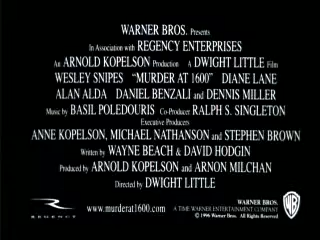 WARNER BROS. Presents
In Association with REGENCY ENTERPRISES
An ARNOLD KOPELSON Production A DWIGHT LITTLE Film
WESLEY SNIPES "MURDER AT 1600" DIANE LANE
ALAN ALDA DANIEL BENZALI and DENNIS MILLER
Music by BASIL POLEDOURIS Co-Producer RALPH S. SINGLETON
Executive Producers
ANNE KOPELSON, MICHAEL NATHANSON and STEPHEN BROWN
Written by WAYNE BEACH & DAVID HODGIN
Produced by ARNOLD KOPELSON and ARNON MILCHAN
Directed by DWIGHT LITTLE
REGENCY
www.murderat1600.com
WARNER BROS.
A TIME WARNER ENTERTAINMENT COMPANY
©1996 Warner Bros. All Rights Reserved
WB